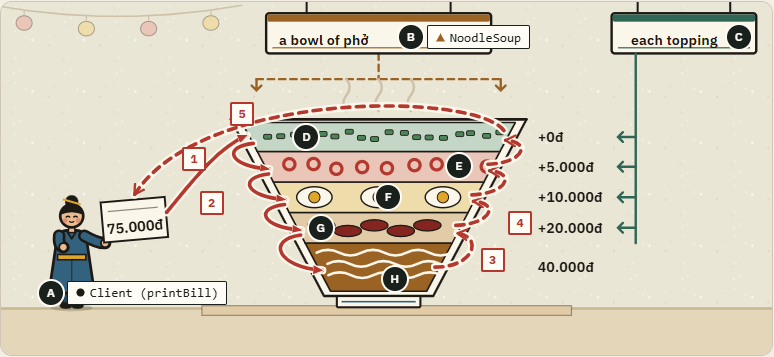 a bowl of phở
B
▲ NoodleSoup
each topping
C
5
D
+0đ
1
E
+5.000đ
2
F
+10.000đ
75.000đ
G
4
+20.000đ
3
40.000đ
H
A
● Client (printBill)